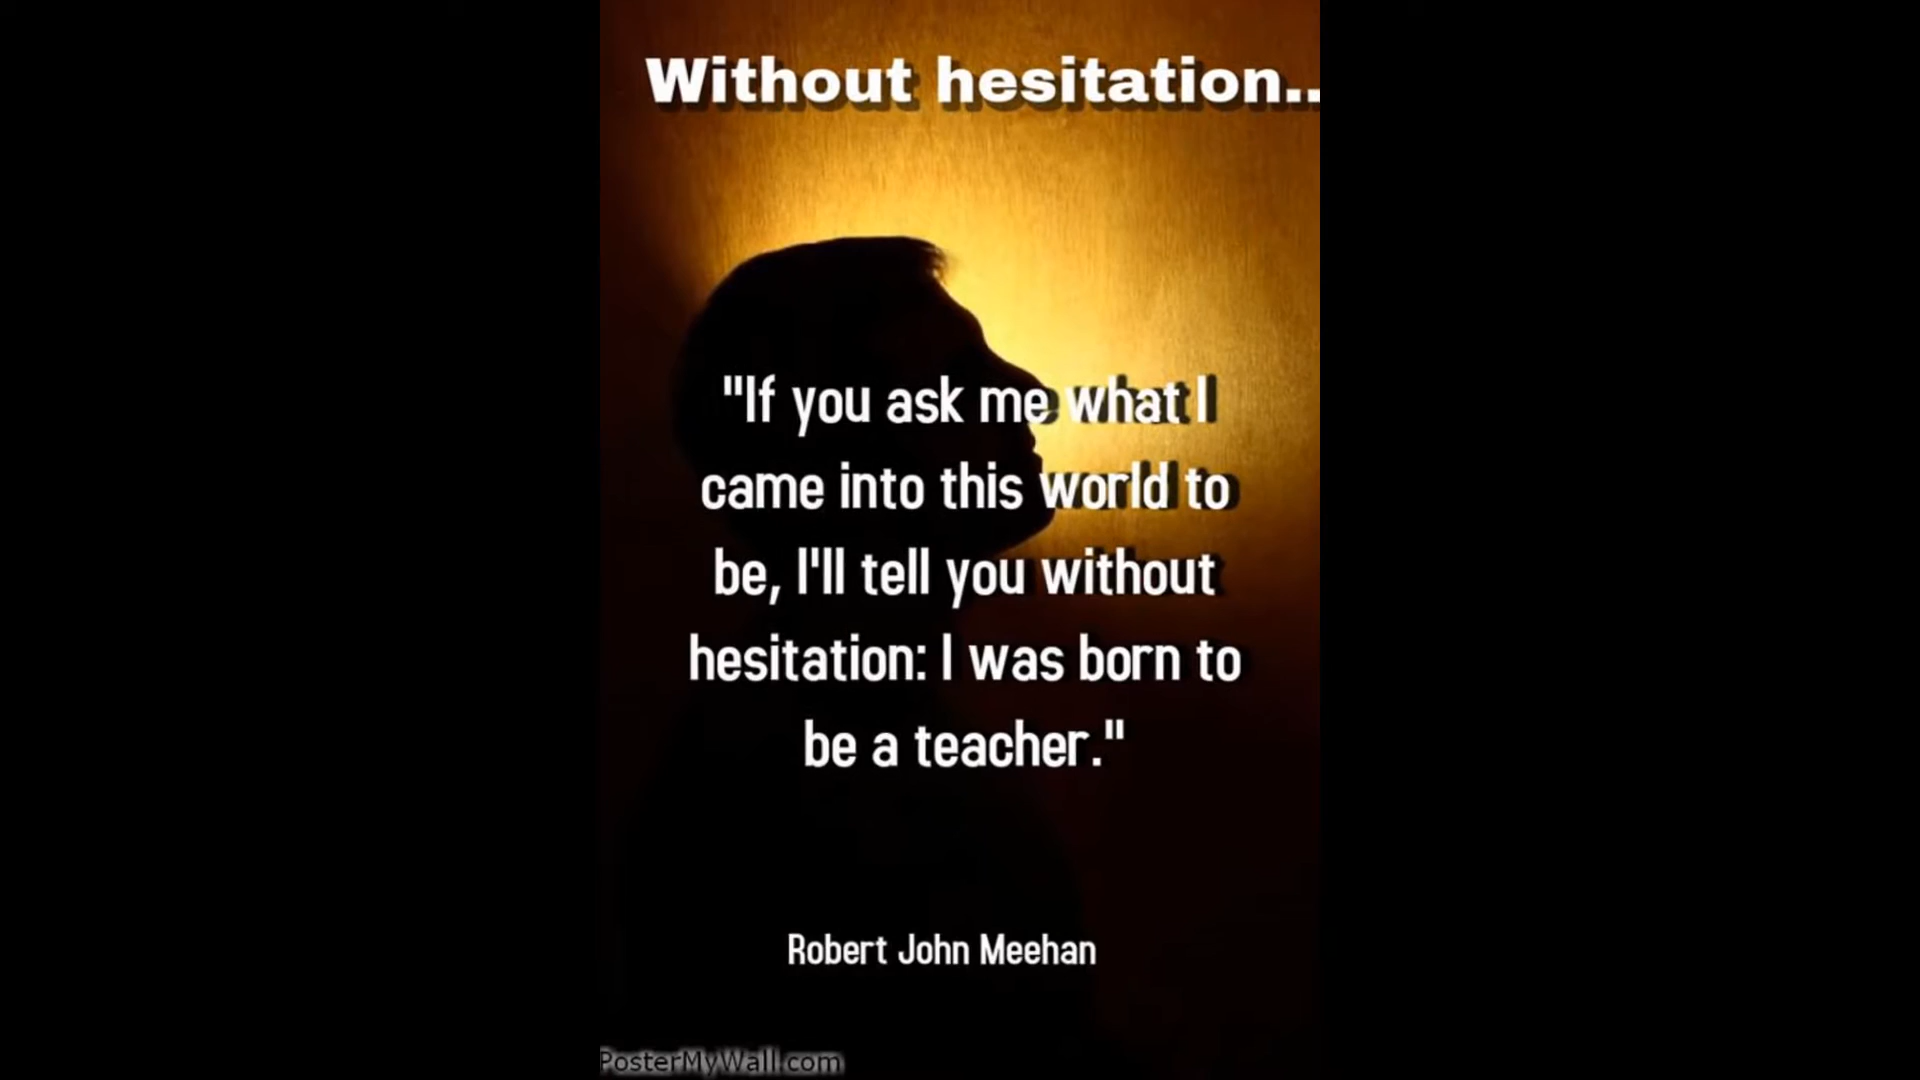 Without hesitation..
"If you ask me what I
came into this world to
be, I'll tell you without
hesitation: I was born to
be a teacher."
Robert John Meehan
PosterMyWall.com